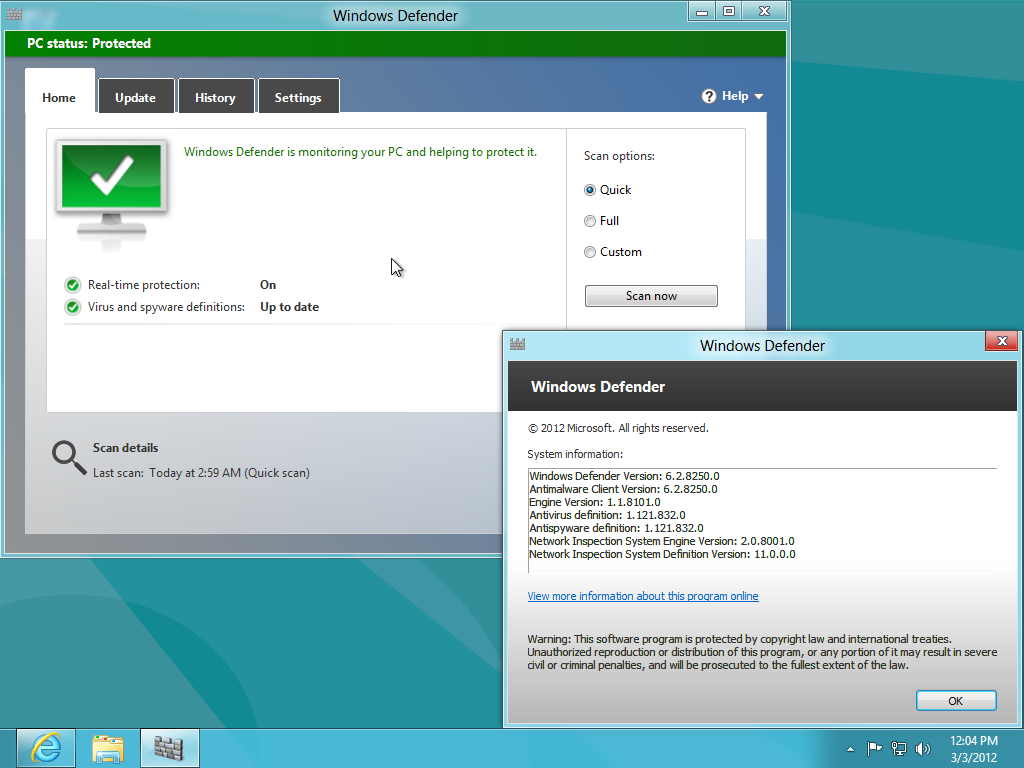 Windows Defender
PC status: Protected
Home
Update
History
Settings
? Help
Windows Defender is monitoring your PC and helping to protect it.
Scan options:
Quick
Full
Custom
Scan now
Real-time protection: On
Virus and spyware definitions: Up to date
Scan details
Last scan: Today at 2:59 AM (Quick scan)
Windows Defender
Windows Defender
© 2012 Microsoft. All rights reserved.
System information:
Windows Defender Version: 6.2.8250.0
Antimalware Client Version: 6.2.8250.0
Engine Version: 1.1.8101.0
Antivirus definition: 1.121.832.0
Antispyware definition: 1.121.832.0
Network Inspection System Engine Version: 2.0.8001.0
Network Inspection System Definition Version: 11.0.0.0
View more information about this program online
Warning: This software program is protected by copyright law and international treaties.
Unauthorized reproduction or distribution of this program, or any portion of it may result in severe
civil or criminal penalties, and will be prosecuted to the fullest extent of the law.
OK
12:04 PM
3/3/2012